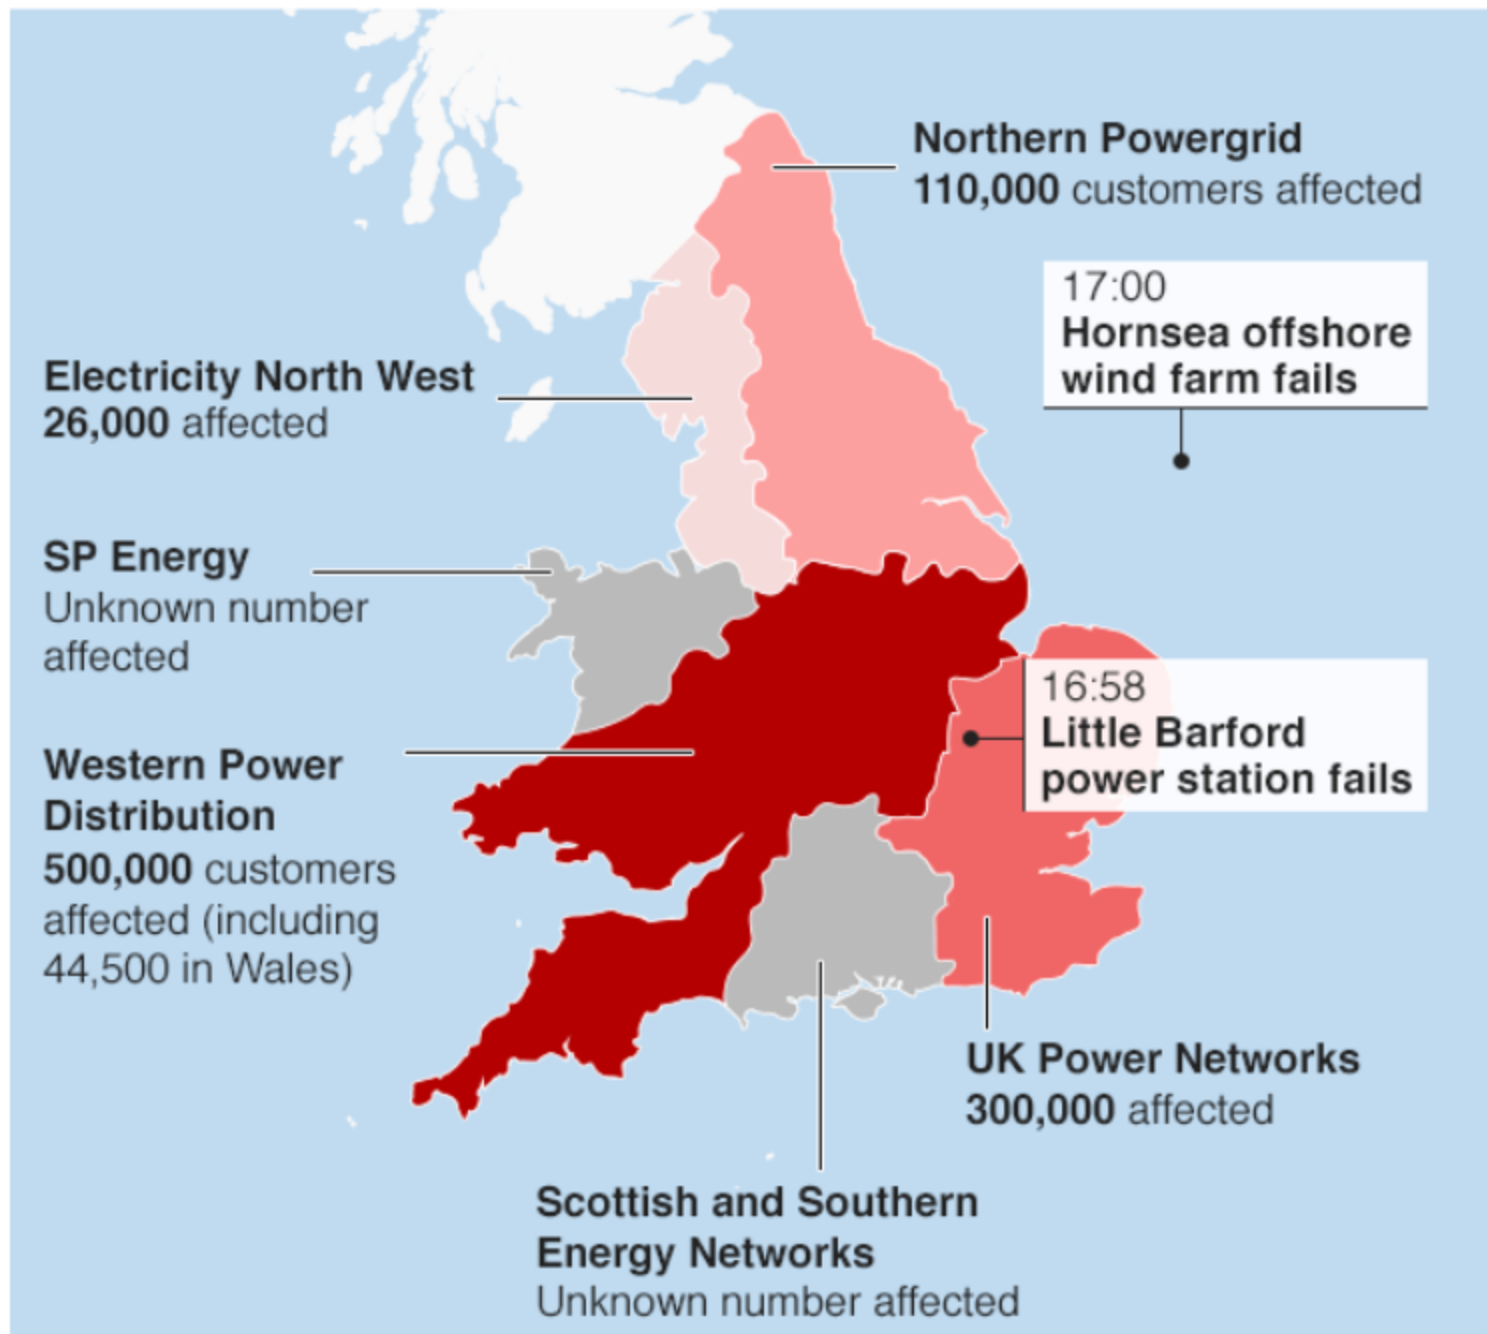 Northern Powergrid
110,000 customers affected
17:00
Hornsea offshore
wind farm fails
Electricity North West
26,000 affected
SP Energy
Unknown number
affected
16:58
Little Barford
power station fails
Western Power
Distribution
500,000 customers
affected (including
44,500 in Wales)
UK Power Networks
300,000 affected
Scottish and Southern
Energy Networks
Unknown number affected